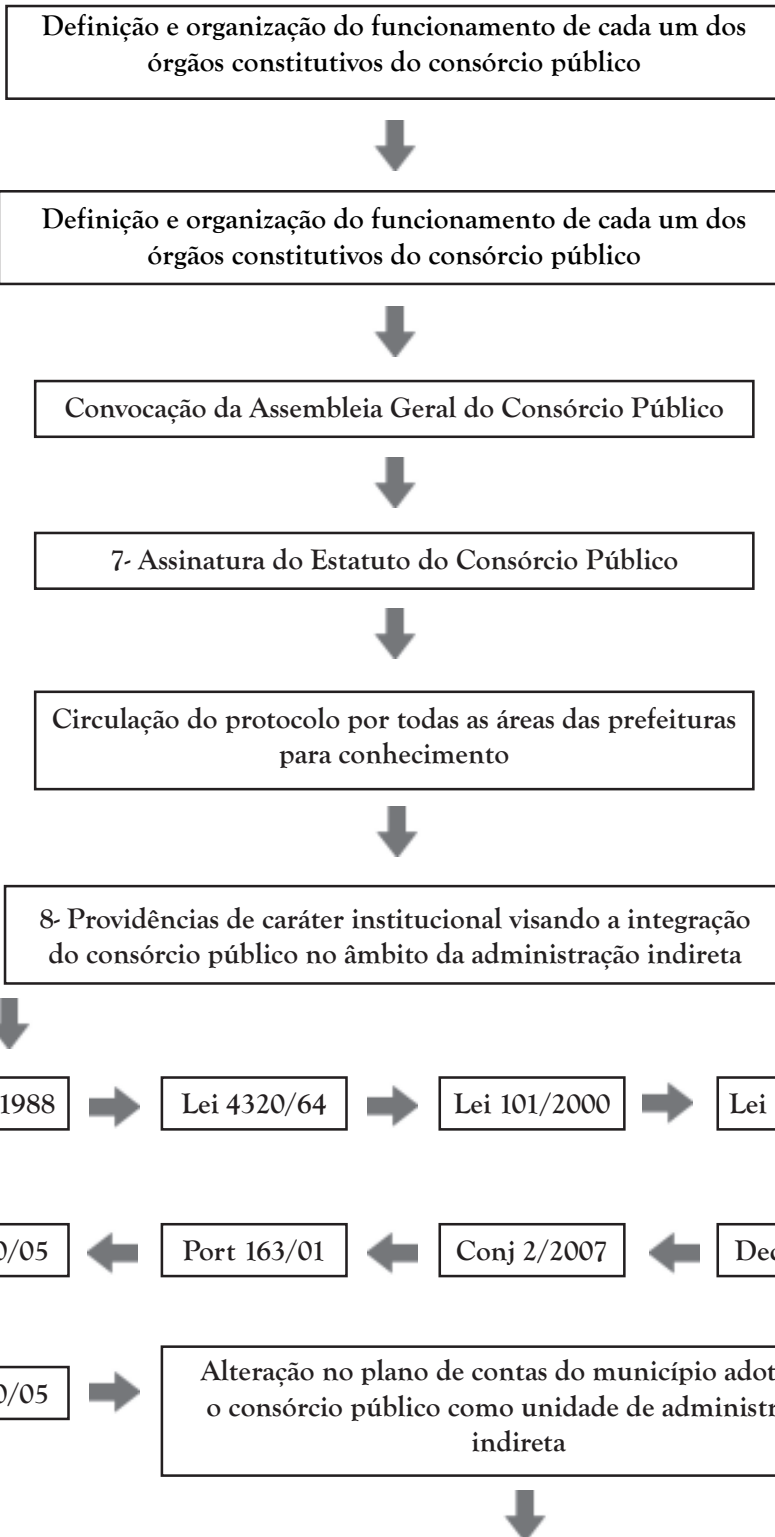 Definição e organização do funcionamento de cada um dos
órgãos constitutivos do consórcio público
Definição e organização do funcionamento de cada um dos
órgãos constitutivos do consórcio público
Convocação da Assembleia Geral do Consórcio Público
7- Assinatura do Estatuto do Consórcio Público
Circulação do protocolo por todas as áreas das prefeituras
para conhecimento
8- Providências de caráter institucional visando a integração
do consórcio público no âmbito da administração indireta
1988 Lei 4320/64 Lei 101/2000 Lei
0/05 Port 163/01 Conj 2/2007
0/05
Alteração no plano de contas do município
o consórcio público como unidade de
indireta